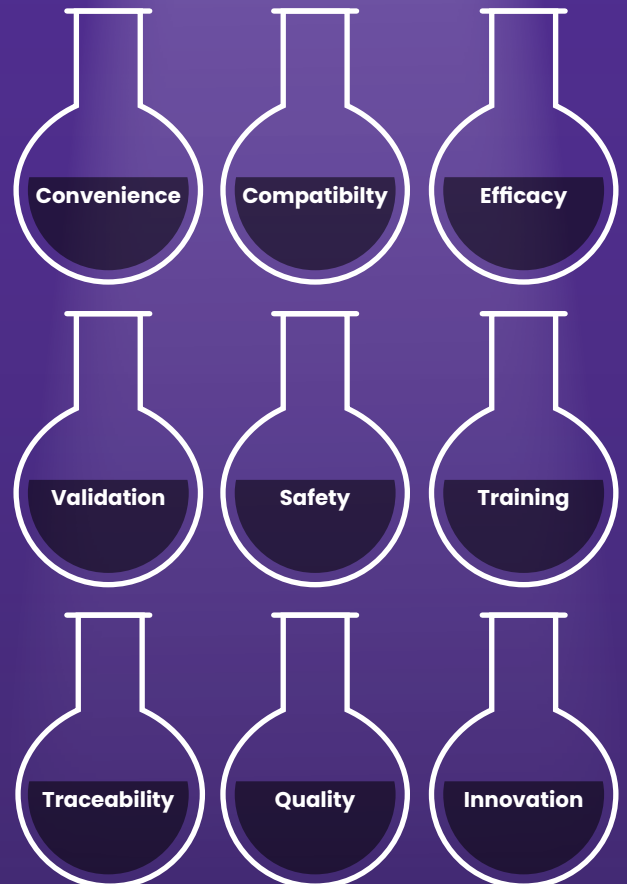 Convenience
Compatibilty
Efficacy
Validation
Safety
Training
Traceability
Quality
Innovation